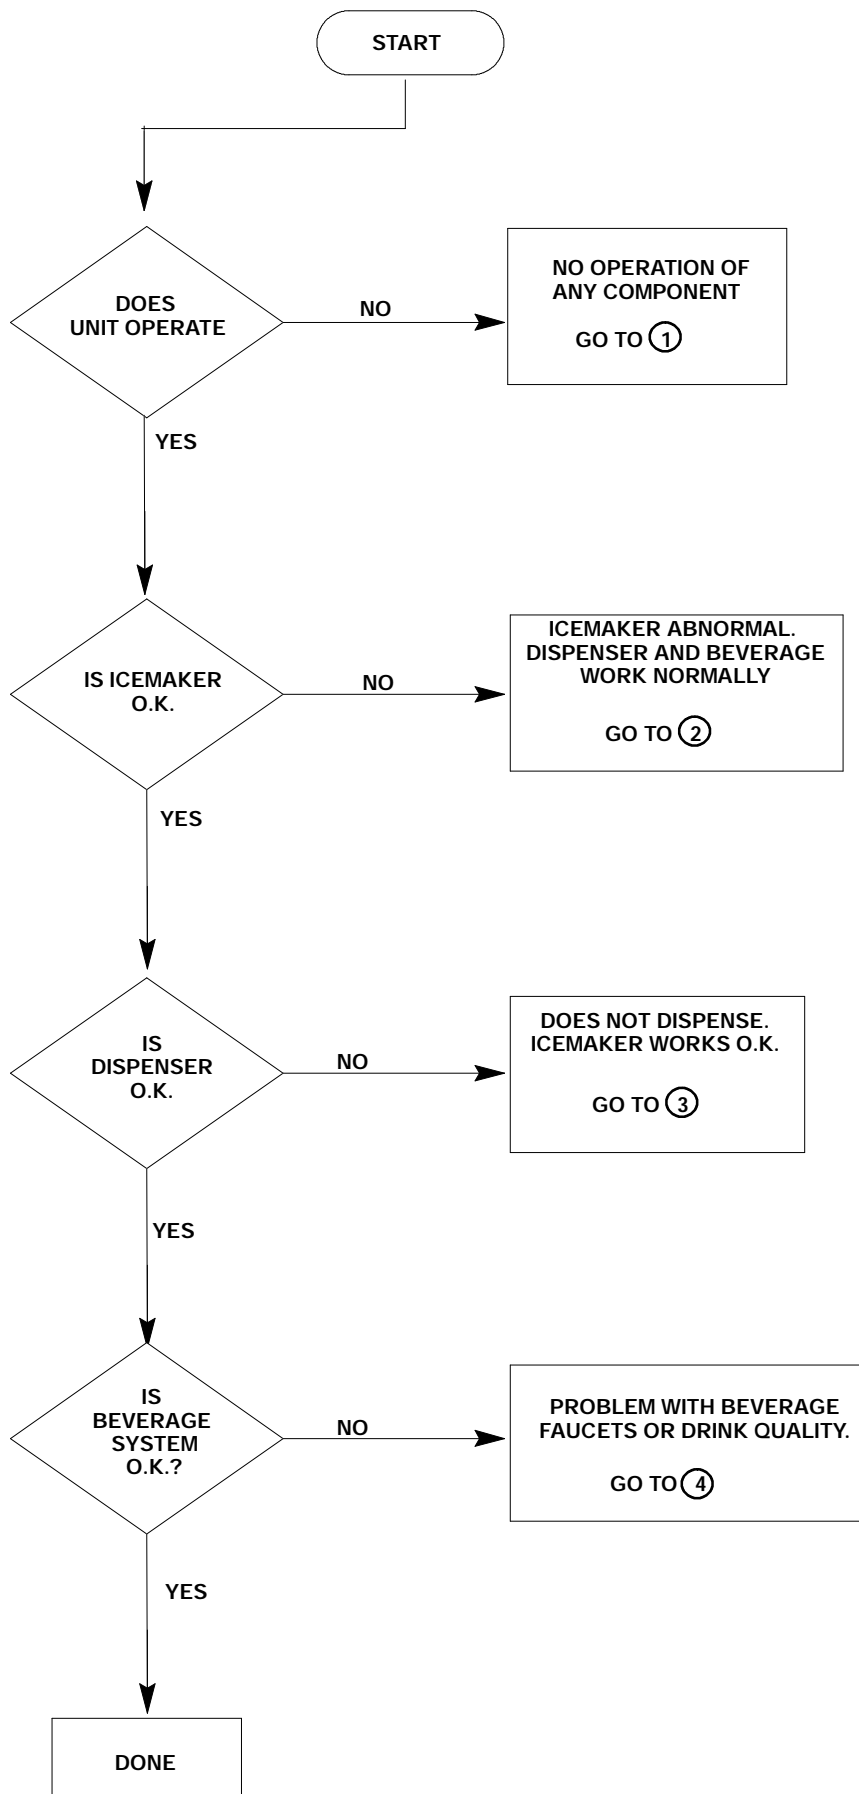 START
DOES
UNIT OPERATE
NO
NO OPERATION OF
ANY COMPONENT
GO TO 1
YES
IS ICEMAKER
O.K.
NO
ICEMAKER ABNORMAL.
DISPENSER AND BEVERAGE
WORK NORMALLY
GO TO 2
YES
IS
DISPENSER
O.K.
NO
DOES NOT DISPENSE.
ICEMAKER WORKS O.K.
GO TO 3
YES
IS
BEVERAGE
SYSTEM
O.K.?
NO
PROBLEM WITH BEVERAGE
FAUCETS OR DRINK QUALITY.
GO TO 4
YES
DONE